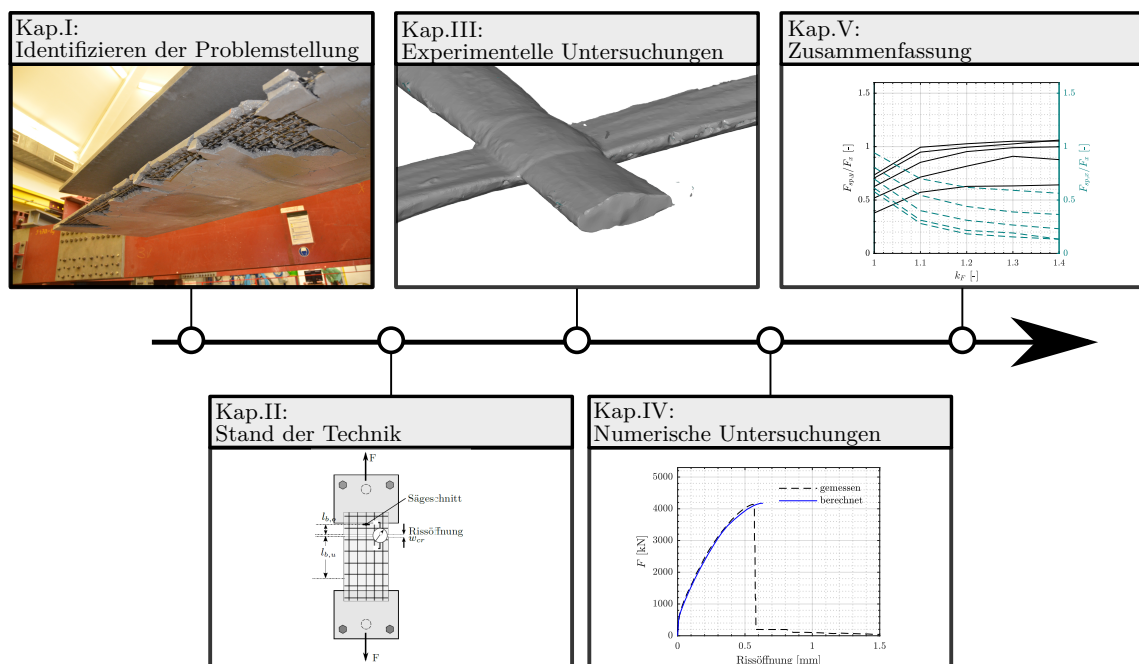 Kap.I:
Identifizieren der Problemstellung
Kap.III:
Experimentelle Untersuchungen
Kap.V:
Zusammenfassung
1.5
1
0.5
0
F_{sp,y}/F_x [-]
1.5
1
0.5
0
F_{sp,x}/F_x [-]
1 1.1 1.2 1.3 1.4
k_F [-]
Kap.II:
Stand der Technik
F
Sägeschnitt
l_{b,o}
Rissöffnung
w_{cr}
l_{b,u}
F
Kap.IV:
Numerische Untersuchungen
5000
4000
3000
2000
1000
0
F [kN]
gemessen
berechnet
0 0.5 1 1.5
Rissöffnung [mm]